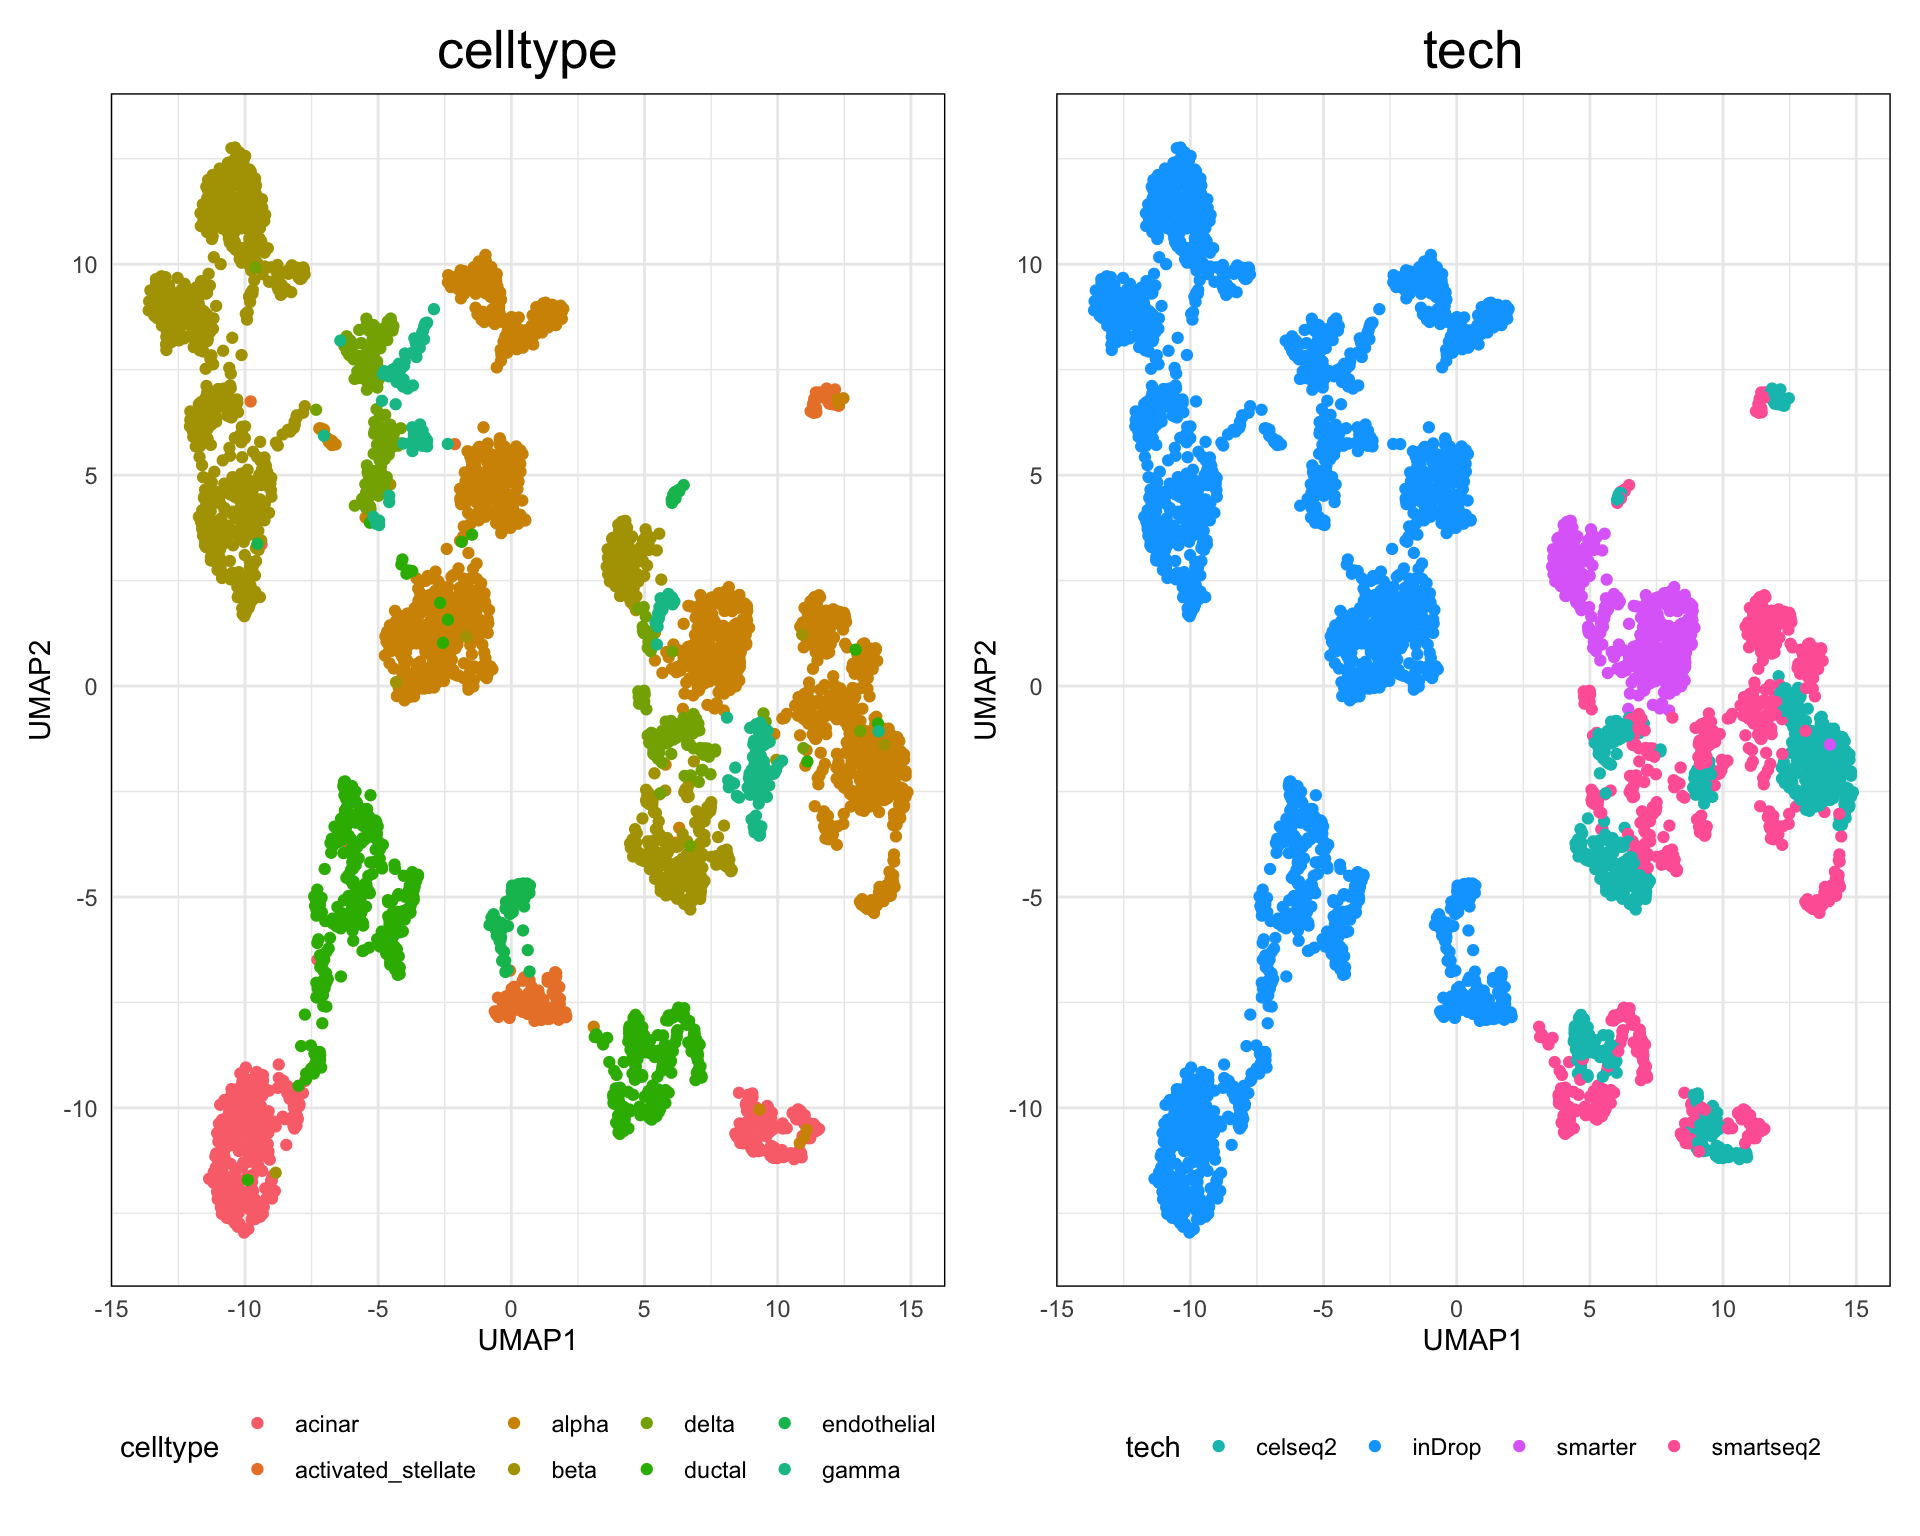 celltype
tech
UMAP2
10
5
0
-5
-10
-15
-10
-5
0
5
10
15
UMAP1
UMAP2
10
5
0
-5
-10
-15
-10
-5
0
5
10
15
UMAP1
celltype
acinar
alpha
delta
endothelial
activated_stellate
beta
ductal
gamma
tech
celseq2
inDrop
smarter
smartseq2